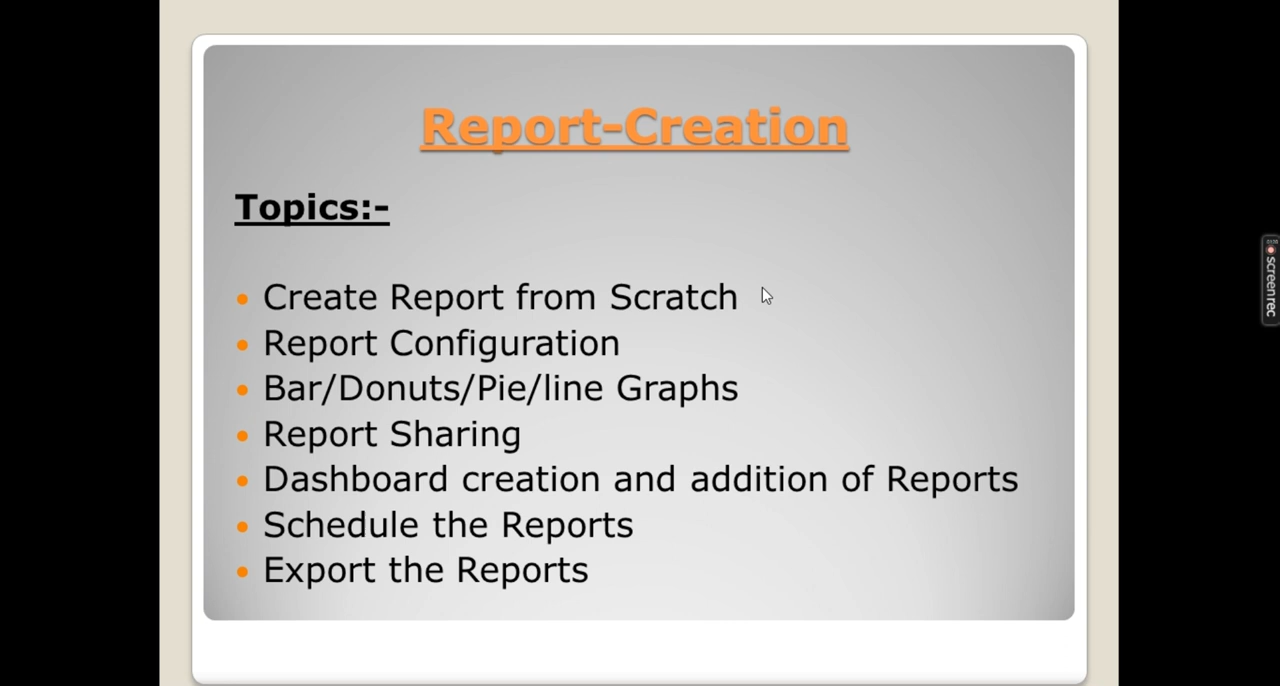 Report-Creation
Topics:-
Create Report from Scratch
Report Configuration
Bar/Donuts/Pie/line Graphs
Report Sharing
Dashboard creation and addition of Reports
Schedule the Reports
Export the Reports
screenrec